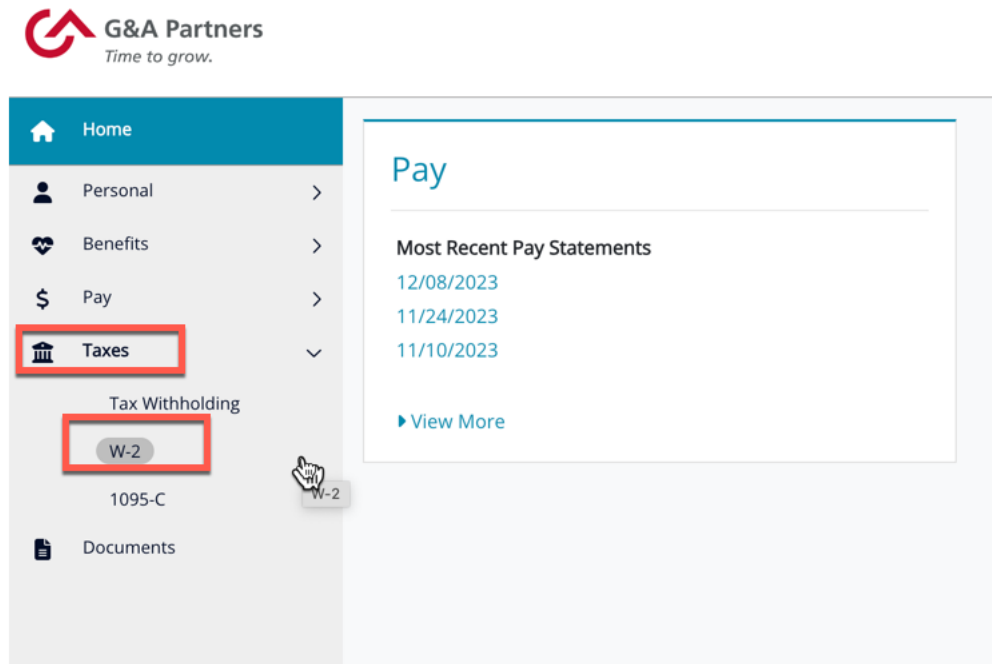 G&A Partners
Time to grow.
Home
Personal
Benefits
Pay
Taxes
Tax Withholding
W-2
1095-C
Documents
W-2
Pay
Most Recent Pay Statements
12/08/2023
11/24/2023
11/10/2023
View More